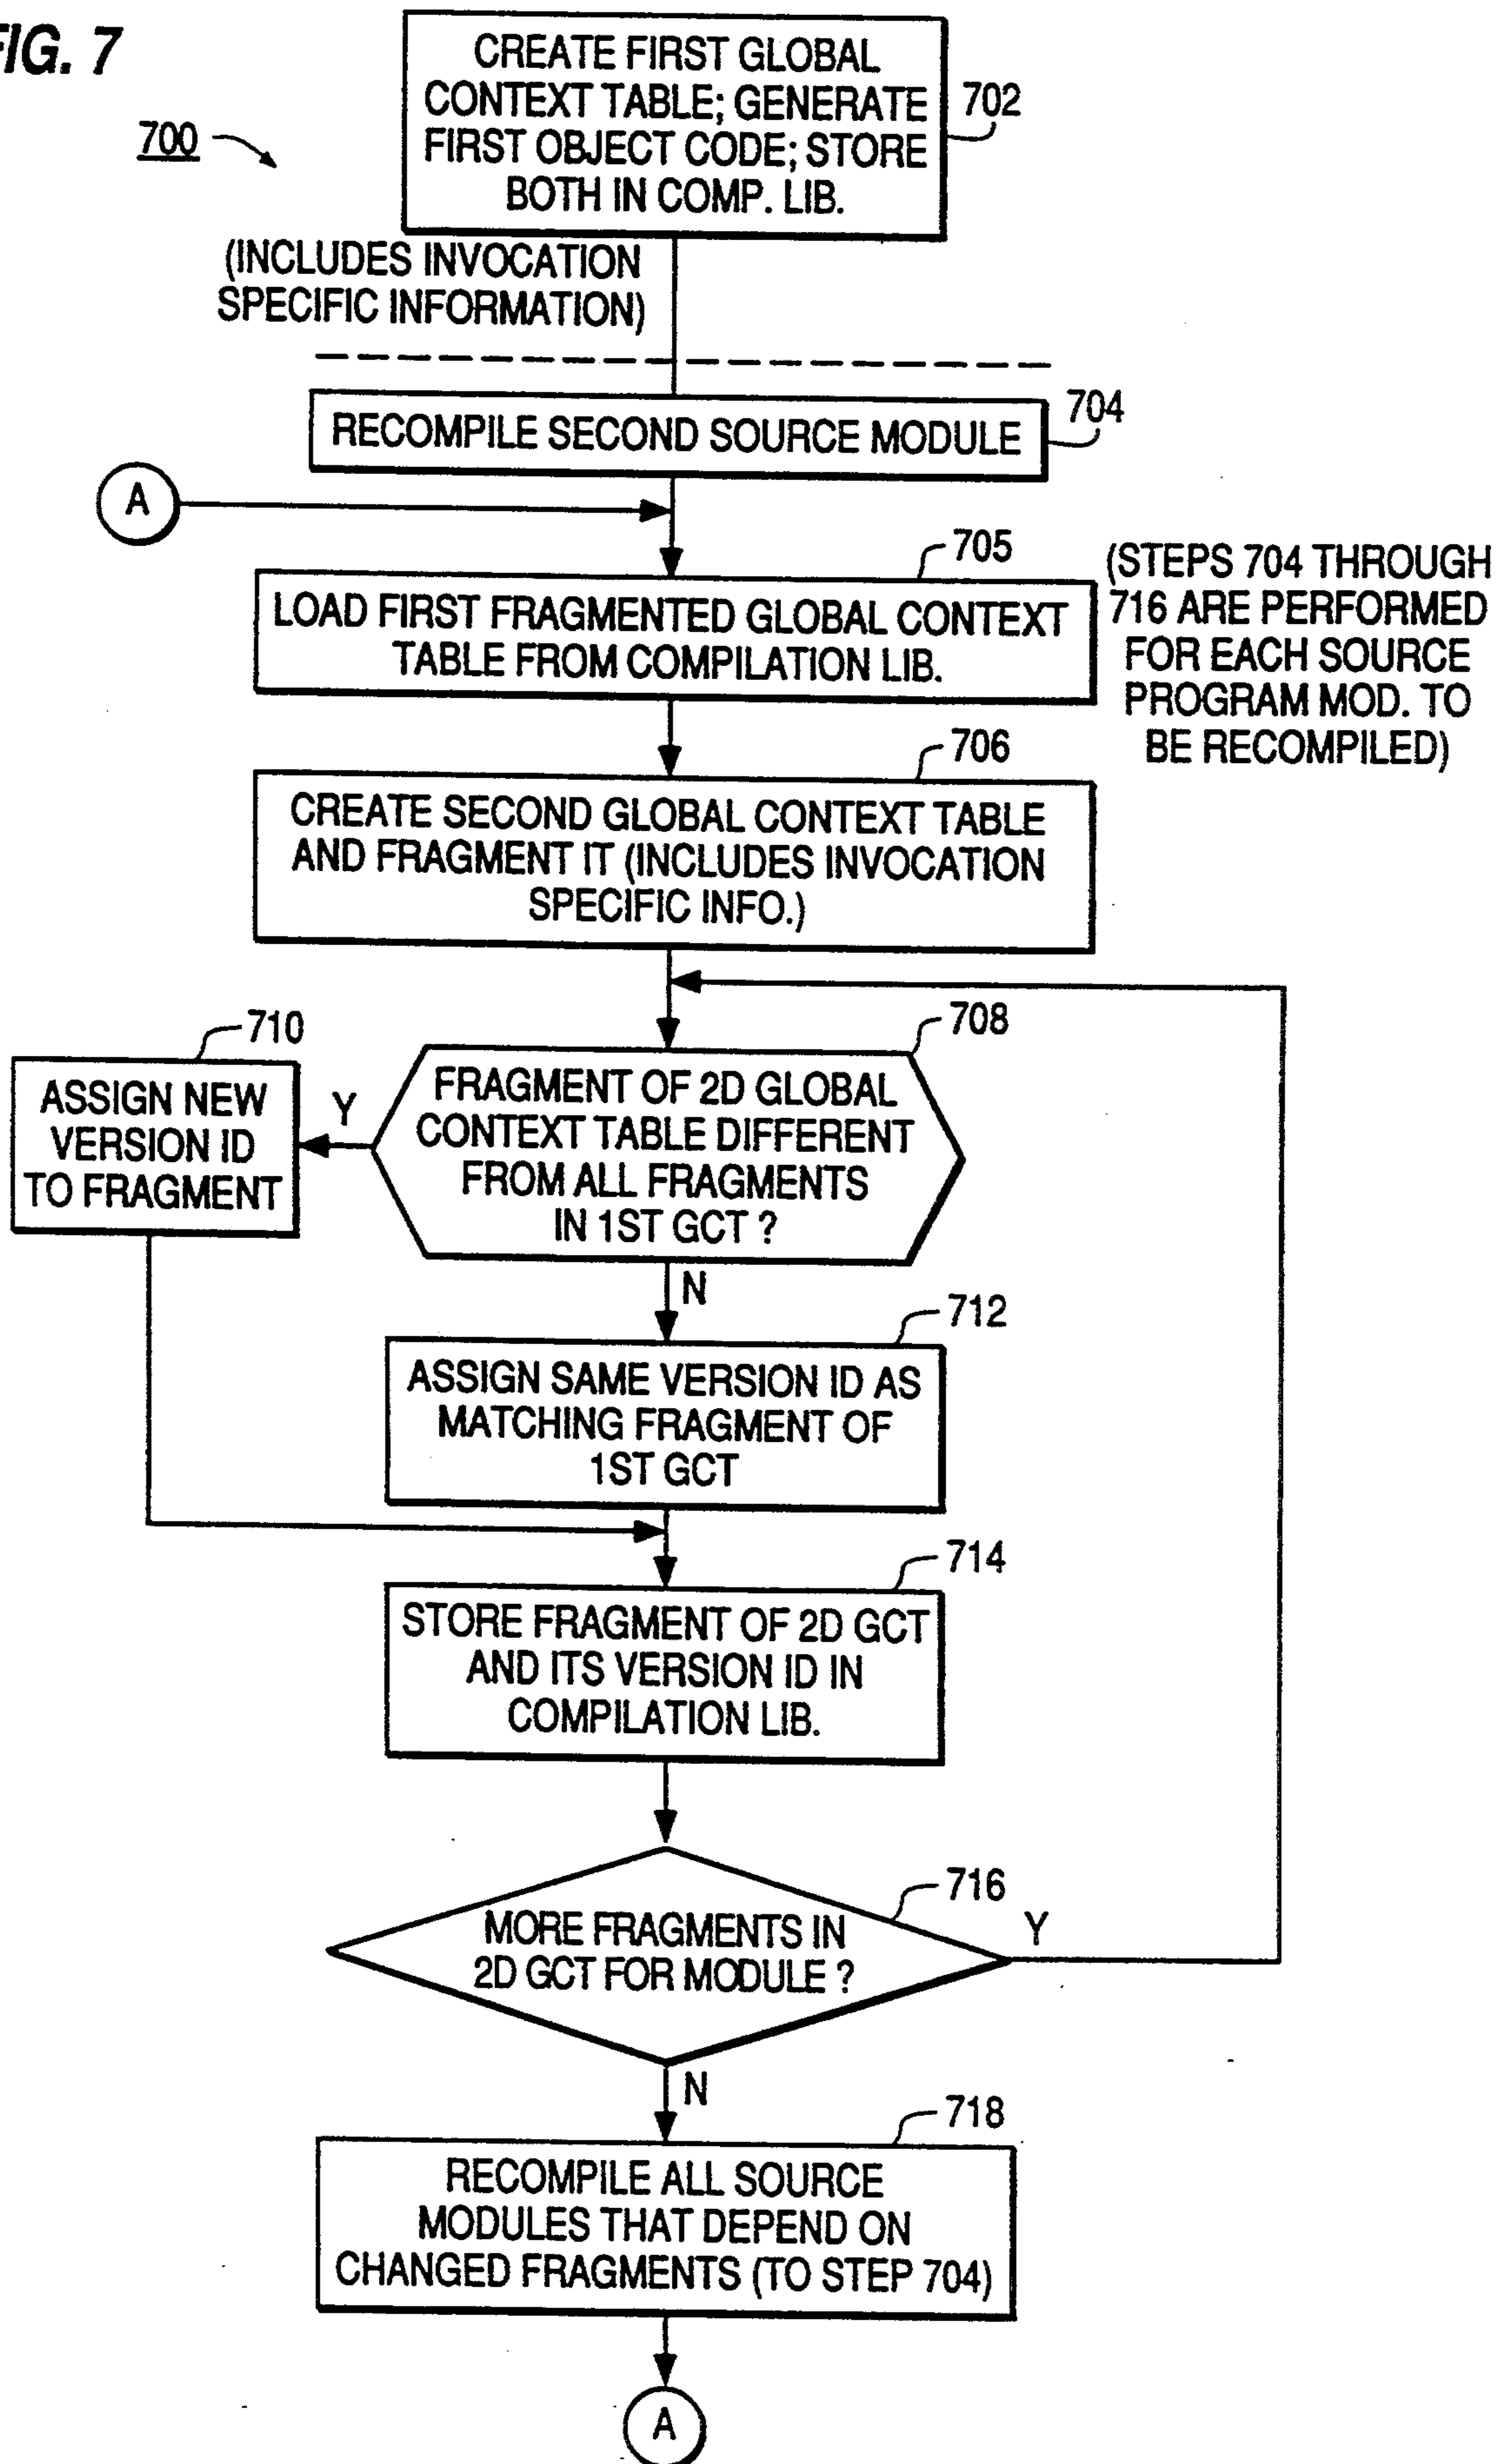 FIG. 7
700
CREATE FIRST GLOBAL
CONTEXT TABLE; GENERATE
FIRST OBJECT CODE; STORE
BOTH IN COMP. LIB.
702
(INCLUDES INVOCATION
SPECIFIC INFORMATION)
RECOMPILE SECOND SOURCE MODULE
704
A
705
LOAD FIRST FRAGMENTED GLOBAL CONTEXT
TABLE FROM COMPILATION LIB.
(STEPS 704 THROUGH
716 ARE PERFORMED
FOR EACH SOURCE
PROGRAM MOD. TO
BE RECOMPILED)
706
CREATE SECOND GLOBAL CONTEXT TABLE
AND FRAGMENT IT (INCLUDES INVOCATION
SPECIFIC INFO.)
708
FRAGMENT OF 2D GLOBAL
CONTEXT TABLE DIFFERENT
FROM ALL FRAGMENTS
IN 1ST GCT ?
Y
710
ASSIGN NEW
VERSION ID
TO FRAGMENT
N
712
ASSIGN SAME VERSION ID AS
MATCHING FRAGMENT OF
1ST GCT
714
STORE FRAGMENT OF 2D GCT
AND ITS VERSION ID IN
COMPILATION LIB.
716
MORE FRAGMENTS IN
2D GCT FOR MODULE ?
Y
N
718
RECOMPILE ALL SOURCE
MODULES THAT DEPEND ON
CHANGED FRAGMENTS (TO STEP 704)
A